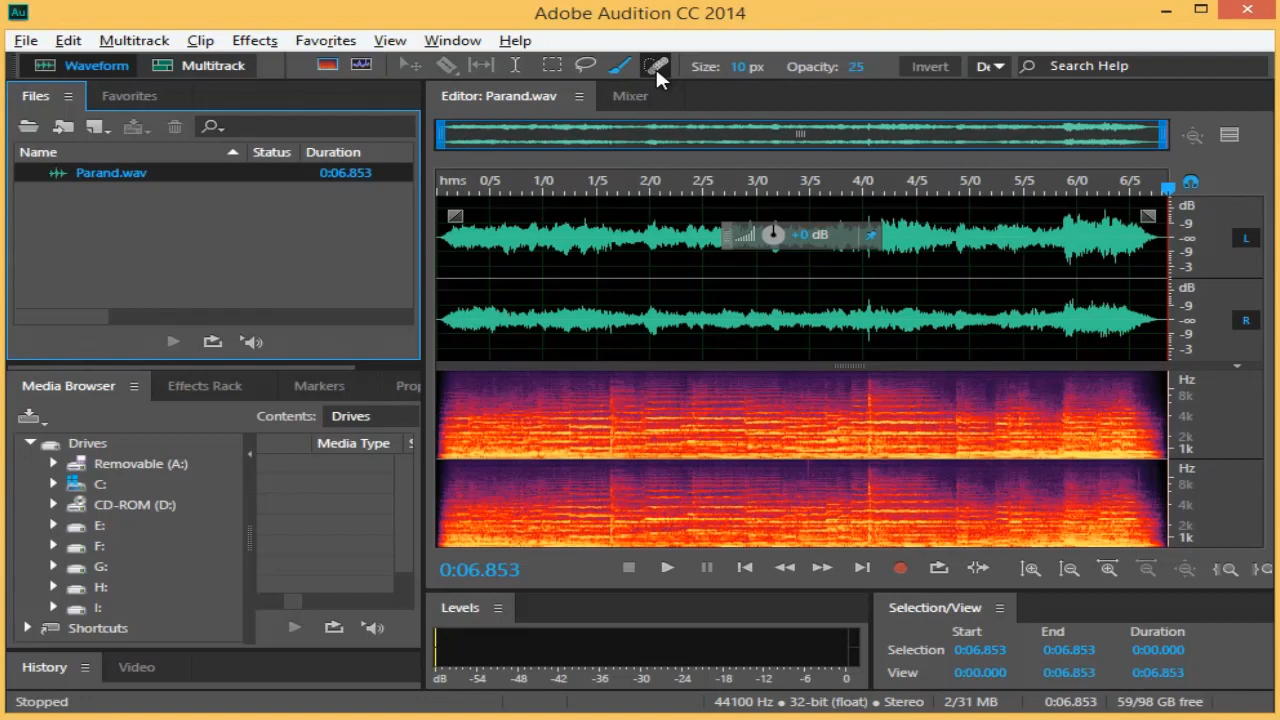 Au Adobe Audition CC 2014
File Edit Multitrack Clip Effects Favorites View Window Help
Waveform Multitrack Size: 10 px Opacity: 25 Invert De Search Help
Files Favorites Editor: Parand.wav Mixer
Name Status Duration
Parand.wav 0:06.853
hms 0/5 1/0 1/5 2/0 2/5 3/0 3/5 4/0 4/5 5/0 5/5 6/0 6/5
dB
-9
-∞
-9
-3
L
+0 dB
dB
-9
-∞
-9
-3
R
Hz
8k
4k
2k
1k
Hz
8k
4k
2k
1k
Media Browser Effects Rack Markers Prop
Contents: Drives
Drives Media Type S
Removable (A:)
C:
CD-ROM (D:)
E:
F:
G:
H:
I:
Shortcuts
0:06.853
Levels
dB -54 -48 -42 -36 -30 -24 -18 -12 -6 0
Selection/View
Start End Duration
Selection 0:06.853 0:06.853 0:00.000
View 0:00.000 0:06.853 0:06.853
History Video
Stopped 44100 Hz ● 32-bit (float) ● Stereo 2/31 MB 0:06.853 59/98 GB free